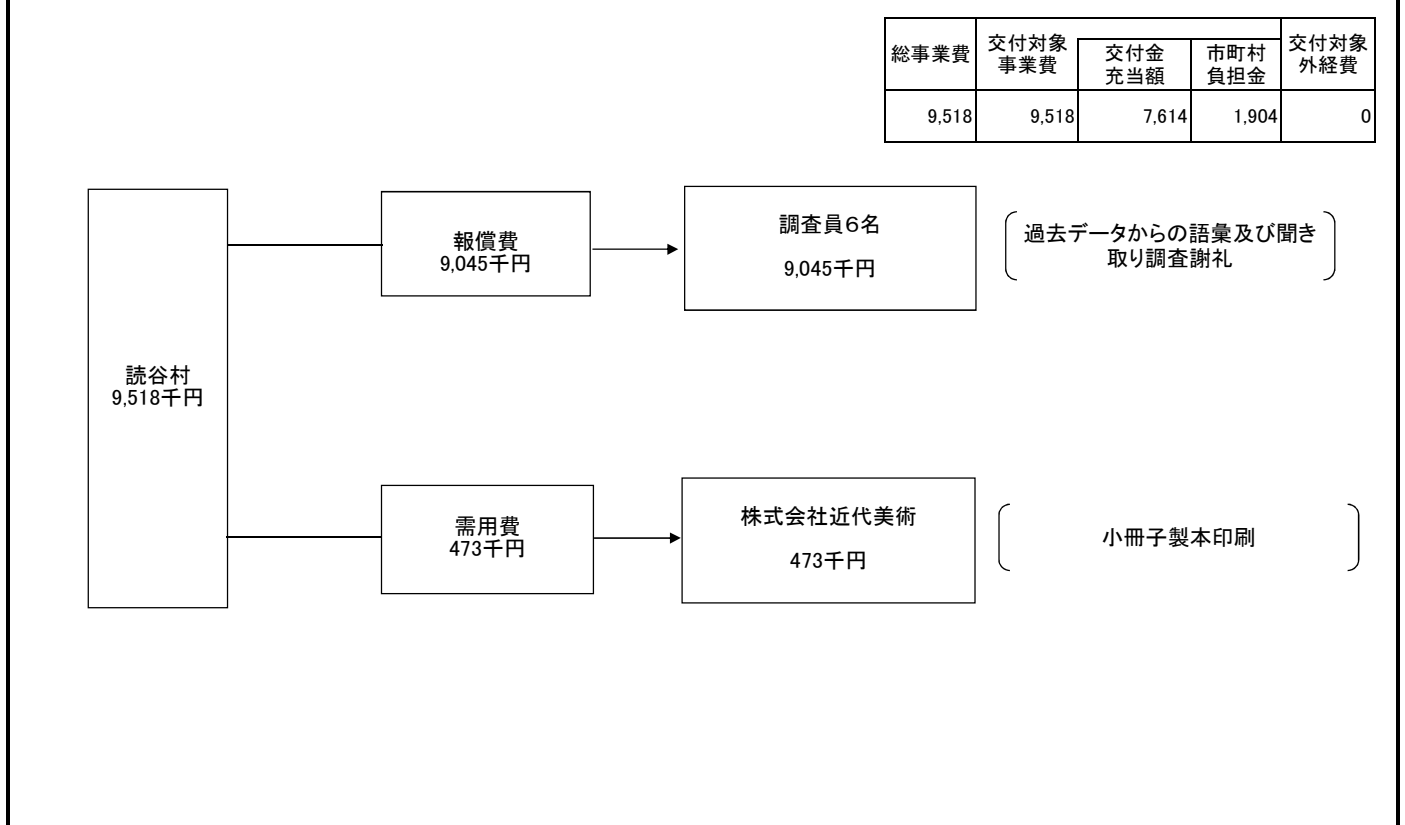 総事業費
交付対象
事業費
交付金
充当額
市町村
負担金
交付対象
外経費
9,518
9,518
7,614
1,904
0
読谷村
9,518千円
報償費
9,045千円
調査員6名
9,045千円
過去データからの語彙及び聞き
取り調査謝礼
需用費
473千円
株式会社近代美術
473千円
小冊子製本印刷